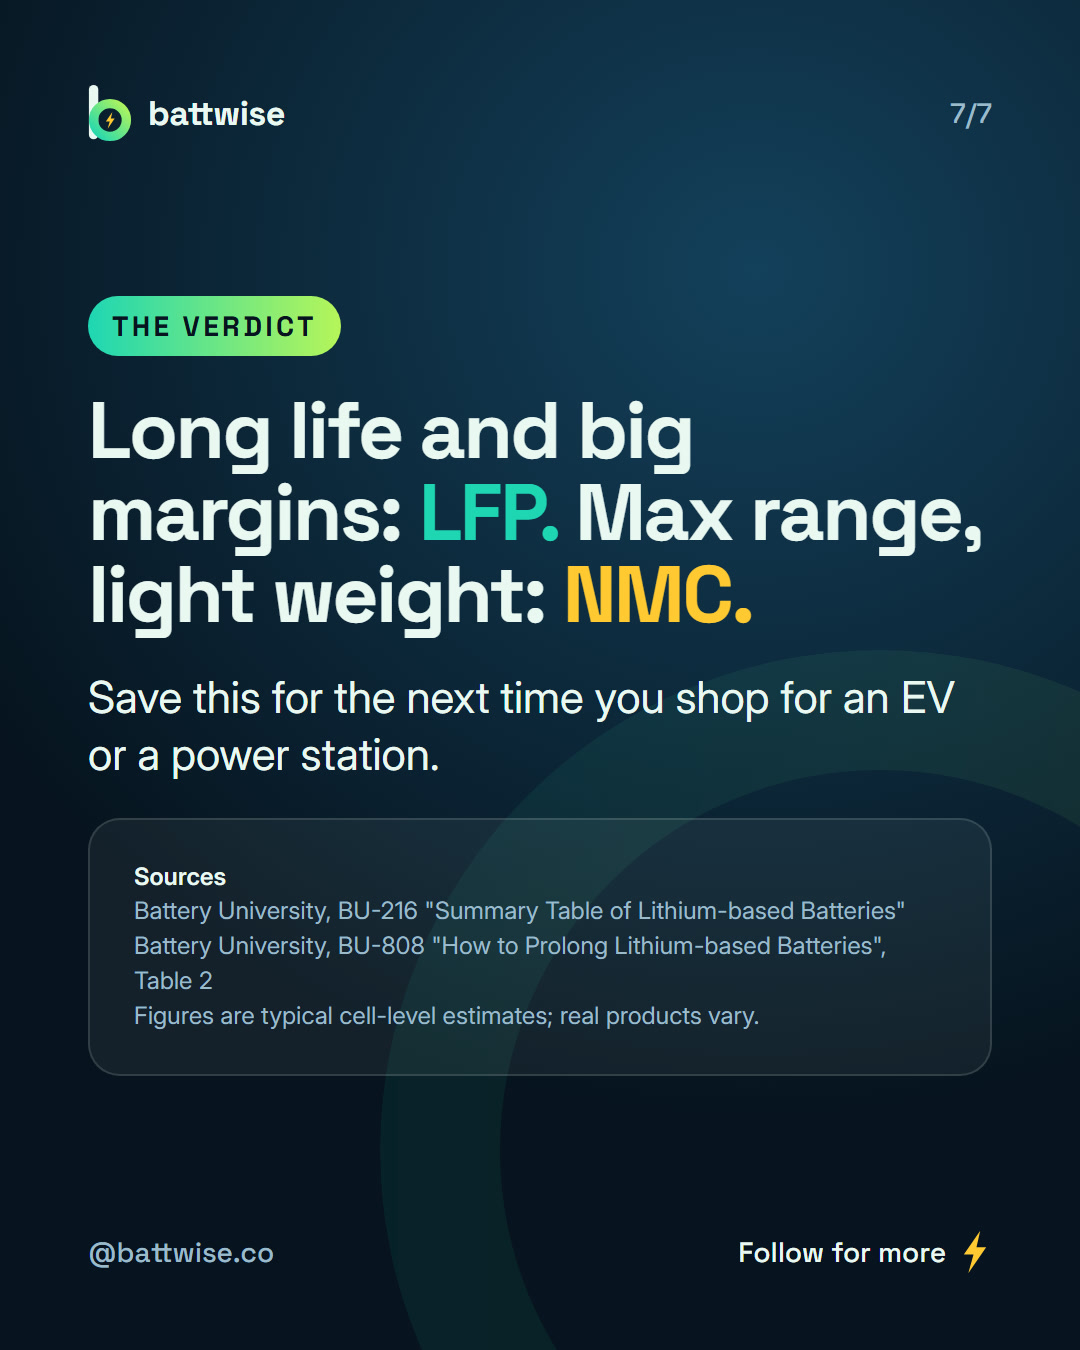 battwise
7/7
THE VERDICT
Long life and big
margins: LFP. Max range,
light weight: NMC.
Save this for the next time you shop for an EV
or a power station.
Sources
Battery University, BU-216 "Summary Table of Lithium-based Batteries"
Battery University, BU-808 "How to Prolong Lithium-based Batteries",
Table 2
Figures are typical cell-level estimates; real products vary.
@battwise.co
Follow for more